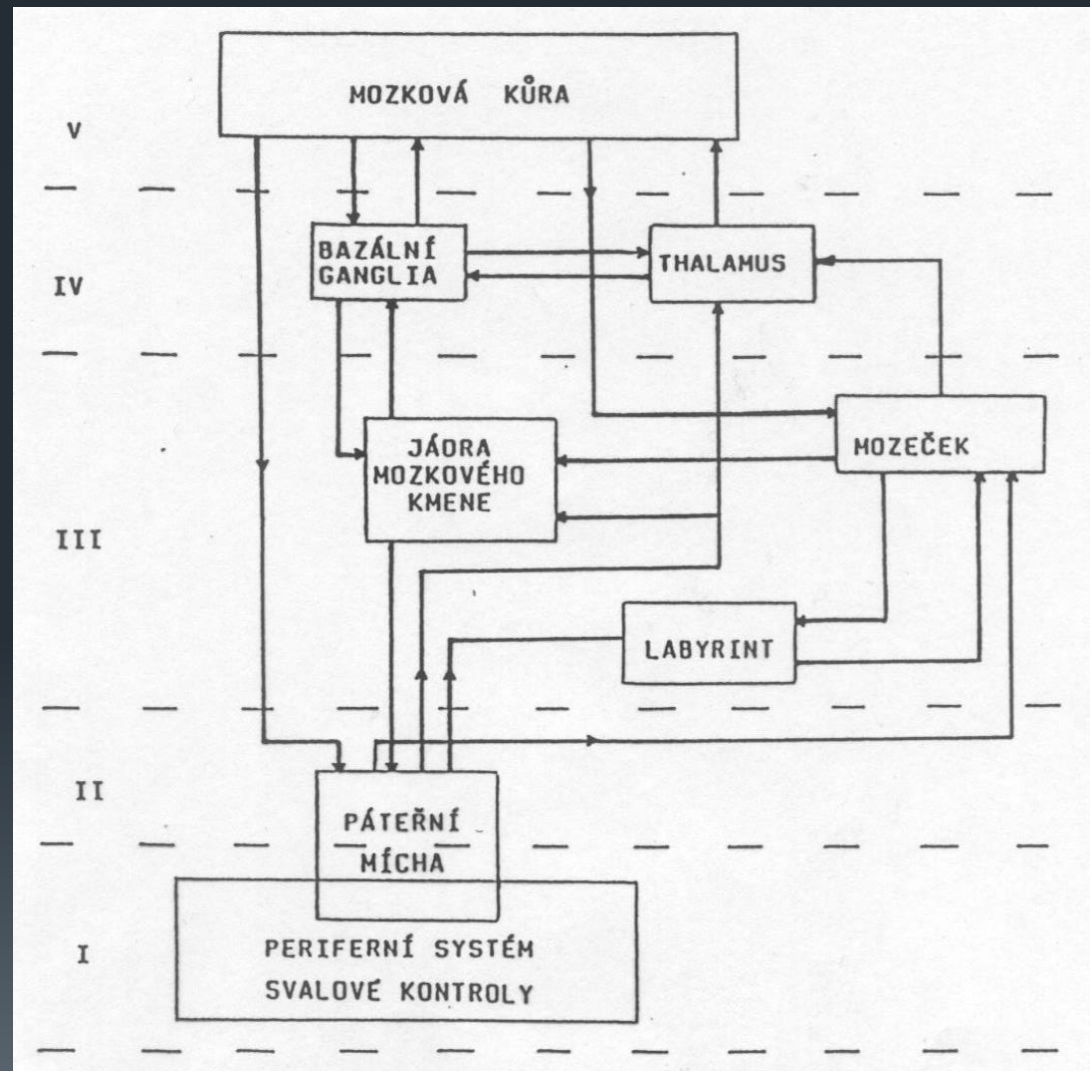 MOZKOVÁ KŮRA
V
BAZÁLNÍ
GANGLIA
THALAMUS
IV
JÁDRA
MOZKOVÉHO
KMENE
MOZEČEK
III
LABYRINT
II
PÁTEŘNÍ
MÍCHA
I
PERIFERNÍ SYSTÉM
SVALOVÉ KONTROLY